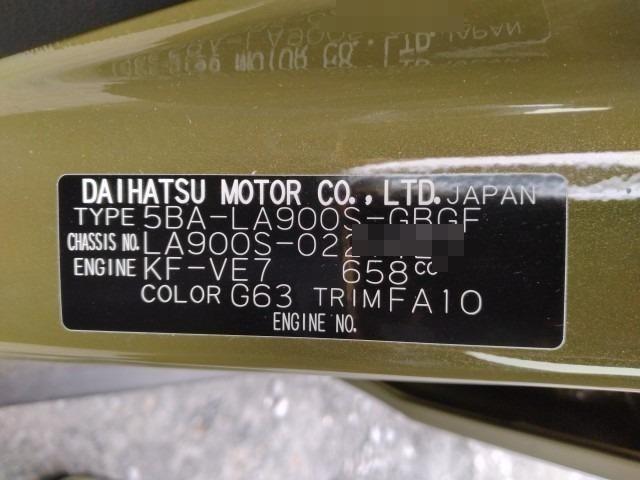 DAIHATSU MOTOR CO., LTD. JAPAN
TYPE 5BA-LA900S-GBGF
CHASSIS NO. LA900S-022
ENGINE KF-VE7 658cc
COLOR G63 TRIM FA10
ENGINE NO.